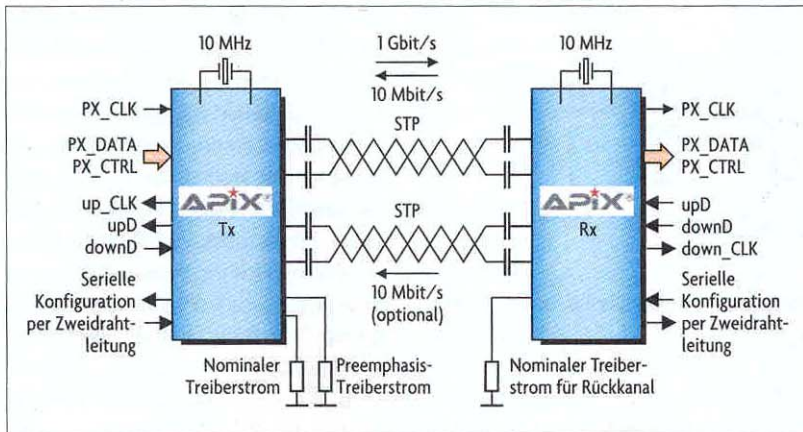 10 MHz
1 Gbit/s
10 MHz
10 Mbit/s
PX_CLK
STP
PX_CLK
PX_DATA
PX_CTRL
PX_DATA
PX_CTRL
APIX®
APIX®
up_CLK
upD
upD
Tx
STP
Rx
downD
downD
down_CLK
Serielle
Konfiguration
per Zweidraht-
leitung
10 Mbit/s
(optional)
Serielle
Konfiguration
per Zweidraht-
leitung
Nominaler
Treiberstrom
Preemphasis-
Treiberstrom
Nominaler Treiber-
strom für Rückkanal